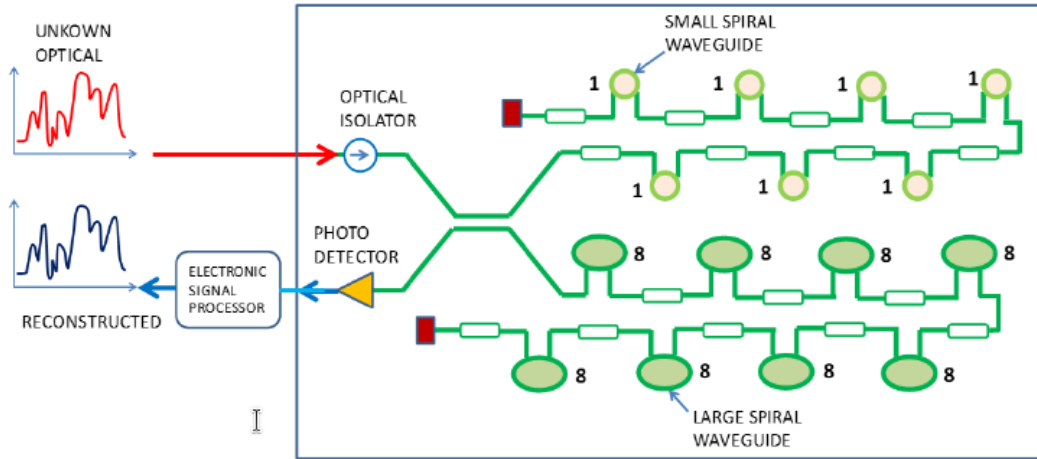 UNKOWN
OPTICAL
SMALL SPIRAL
WAVEGUIDE
OPTICAL
ISOLATOR
1
1
1
1
1
1
1
PHOTO
DETECTOR
ELECTRONIC
SIGNAL
PROCESSOR
RECONSTRUCTED
8
8
8
8
8
8
8
8
LARGE SPIRAL
WAVEGUIDE